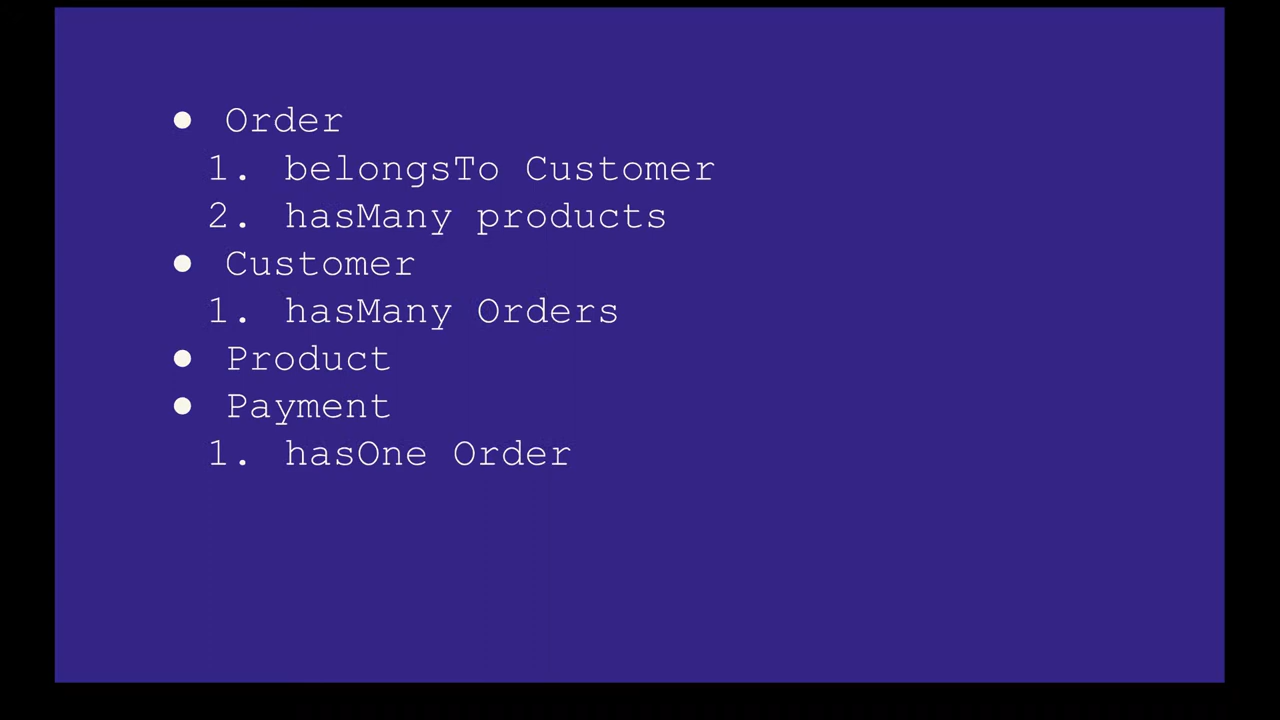 ● Order
1. belongsTo Customer
2. hasMany products
● Customer
1. hasMany Orders
● Product
● Payment
1. hasOne Order